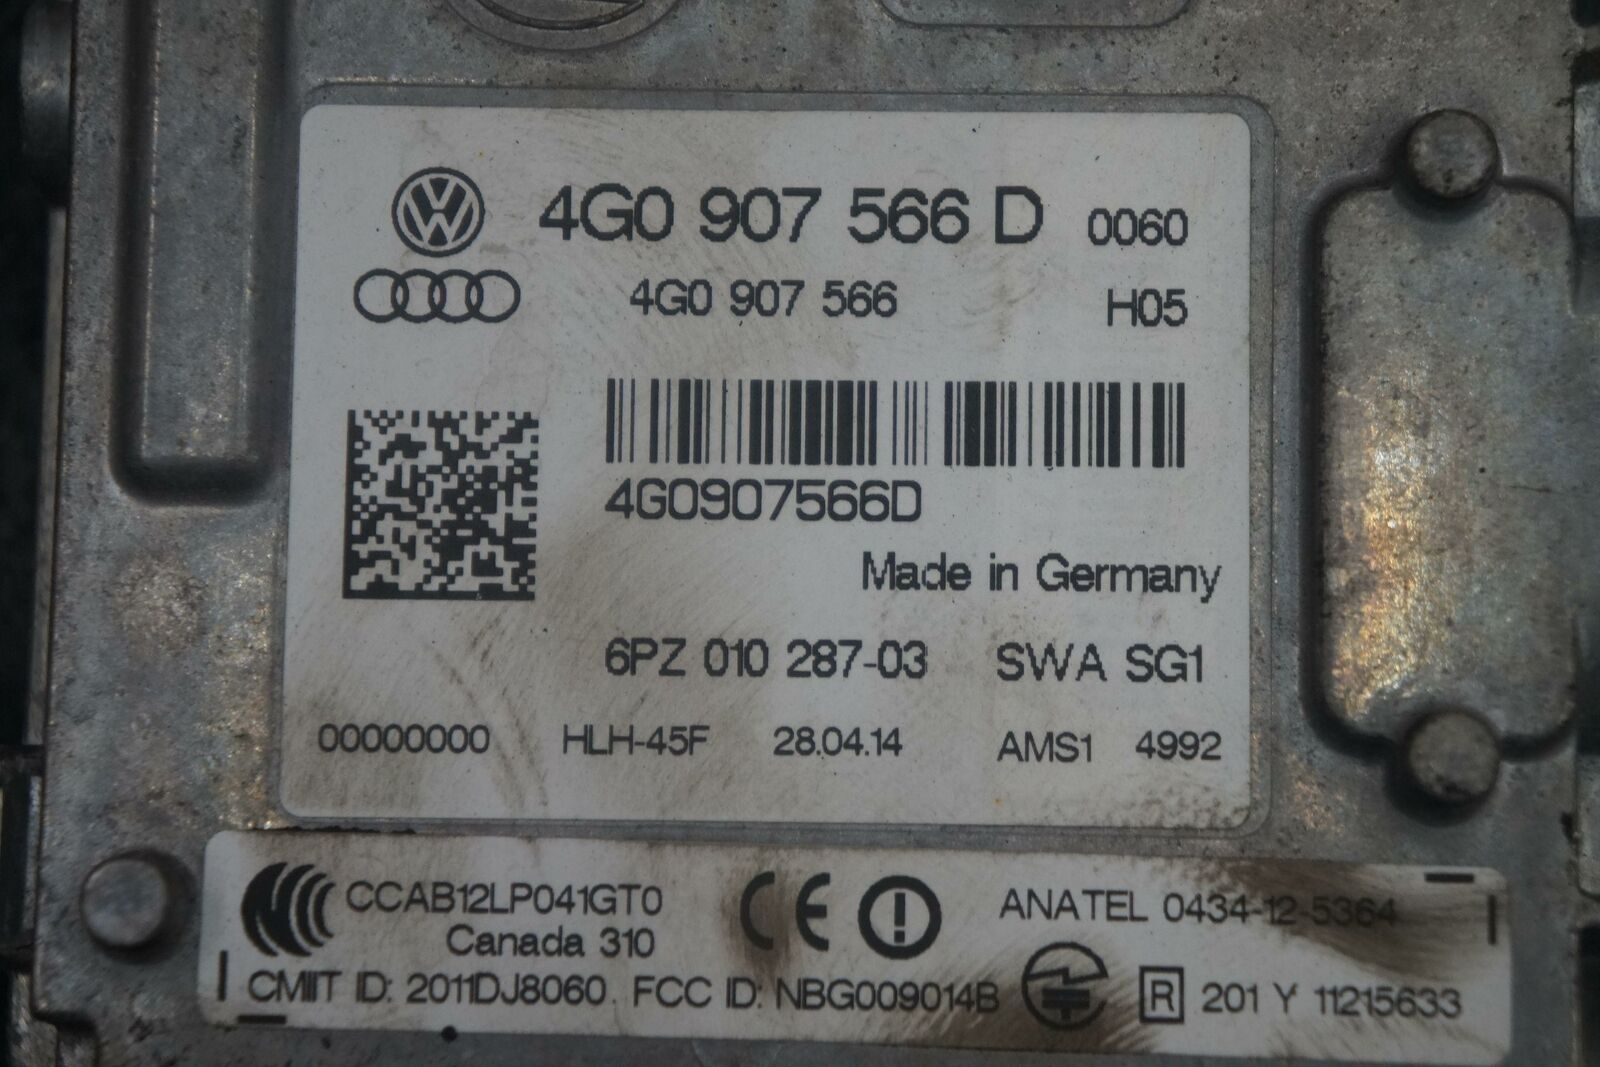 4G0 907 566 D 0060
4G0 907 566 H05
4G0907566D
Made in Germany
6PZ 010 287-03 SWA SG1
00000000 HLH-45F 28.04.14 AMS1 4992
CCAB12LP041GT0 CE ANATEL 0434-12-5364
Canada 310
CMIIT ID: 2011DJ8060 FCC ID: NBG009014B R 201 Y 11215633